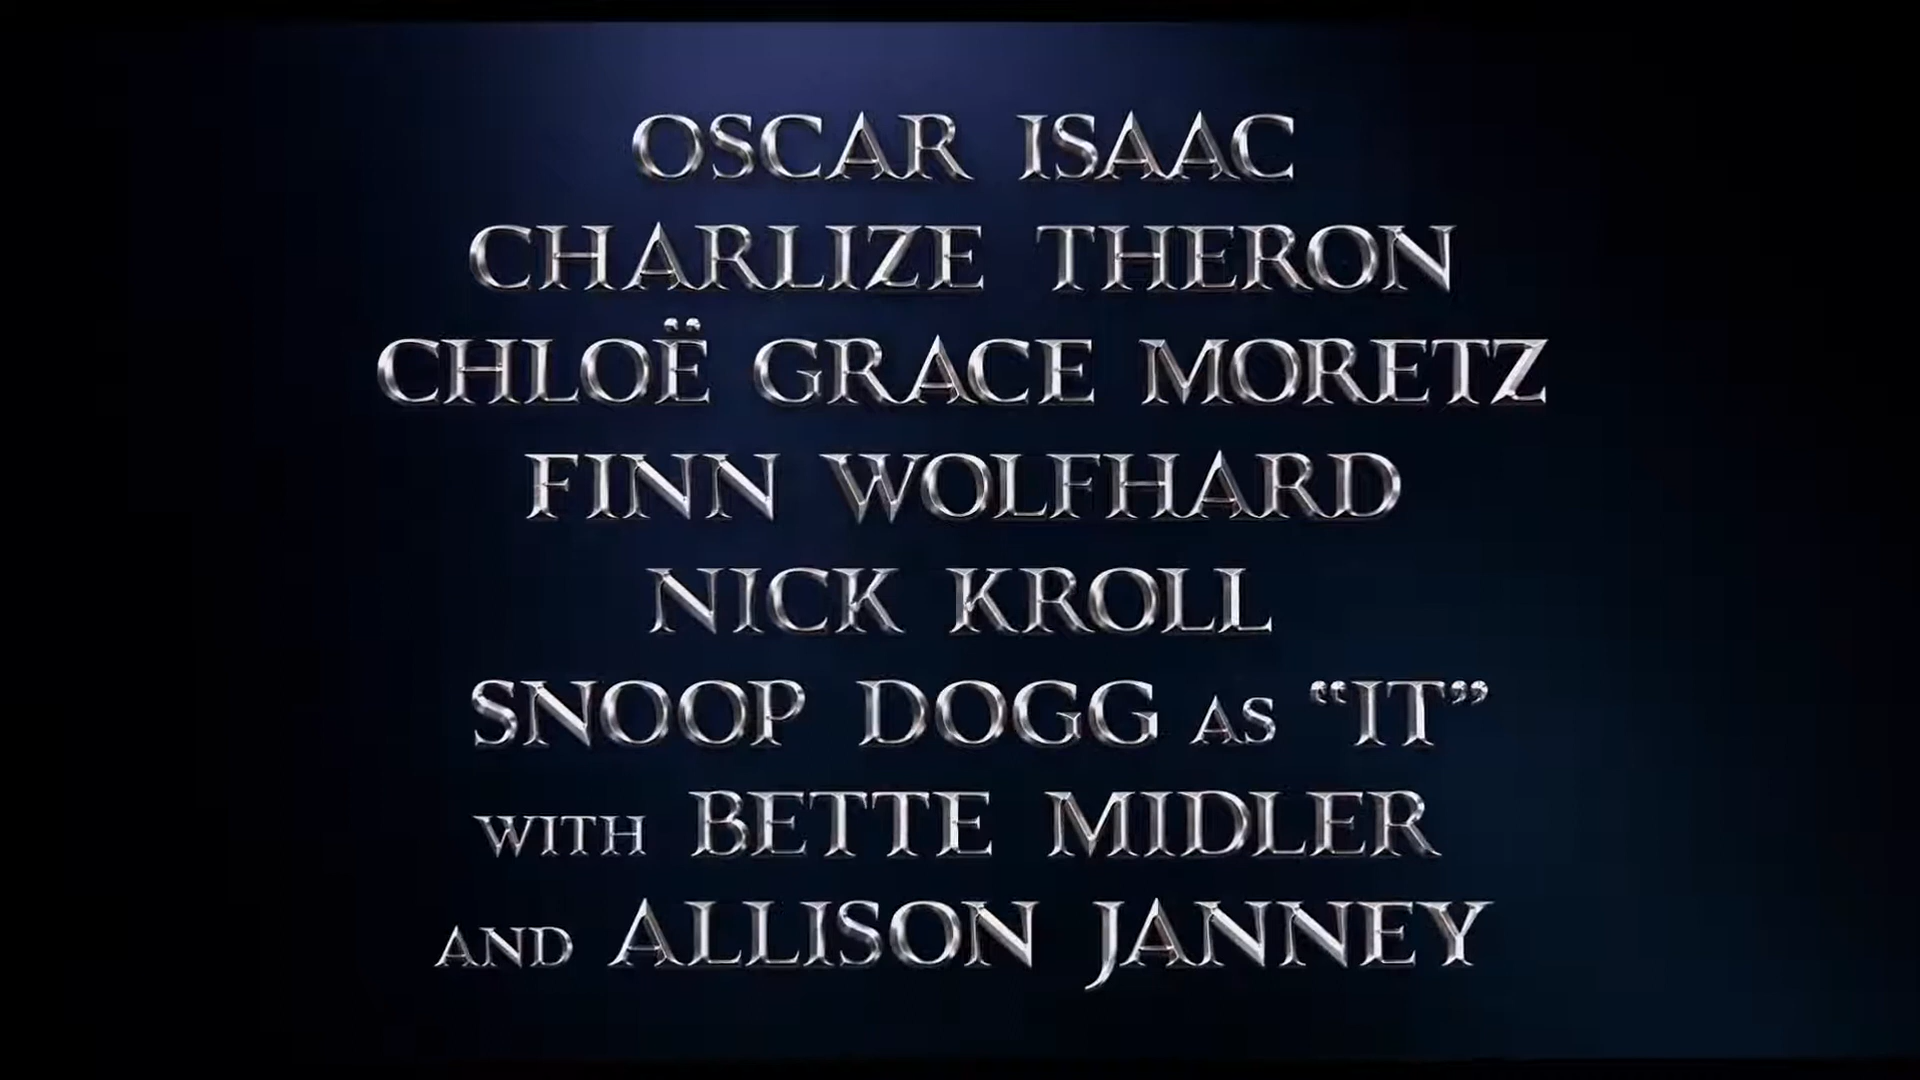 OSCAR ISAAC
CHARLIZE THERON
CHLOË GRACE MORETZ
FINN WOLFHARD
NICK KROLL
SNOOP DOGG AS “IT”
WITH BETTE MIDLER
AND ALLISON JANNEY